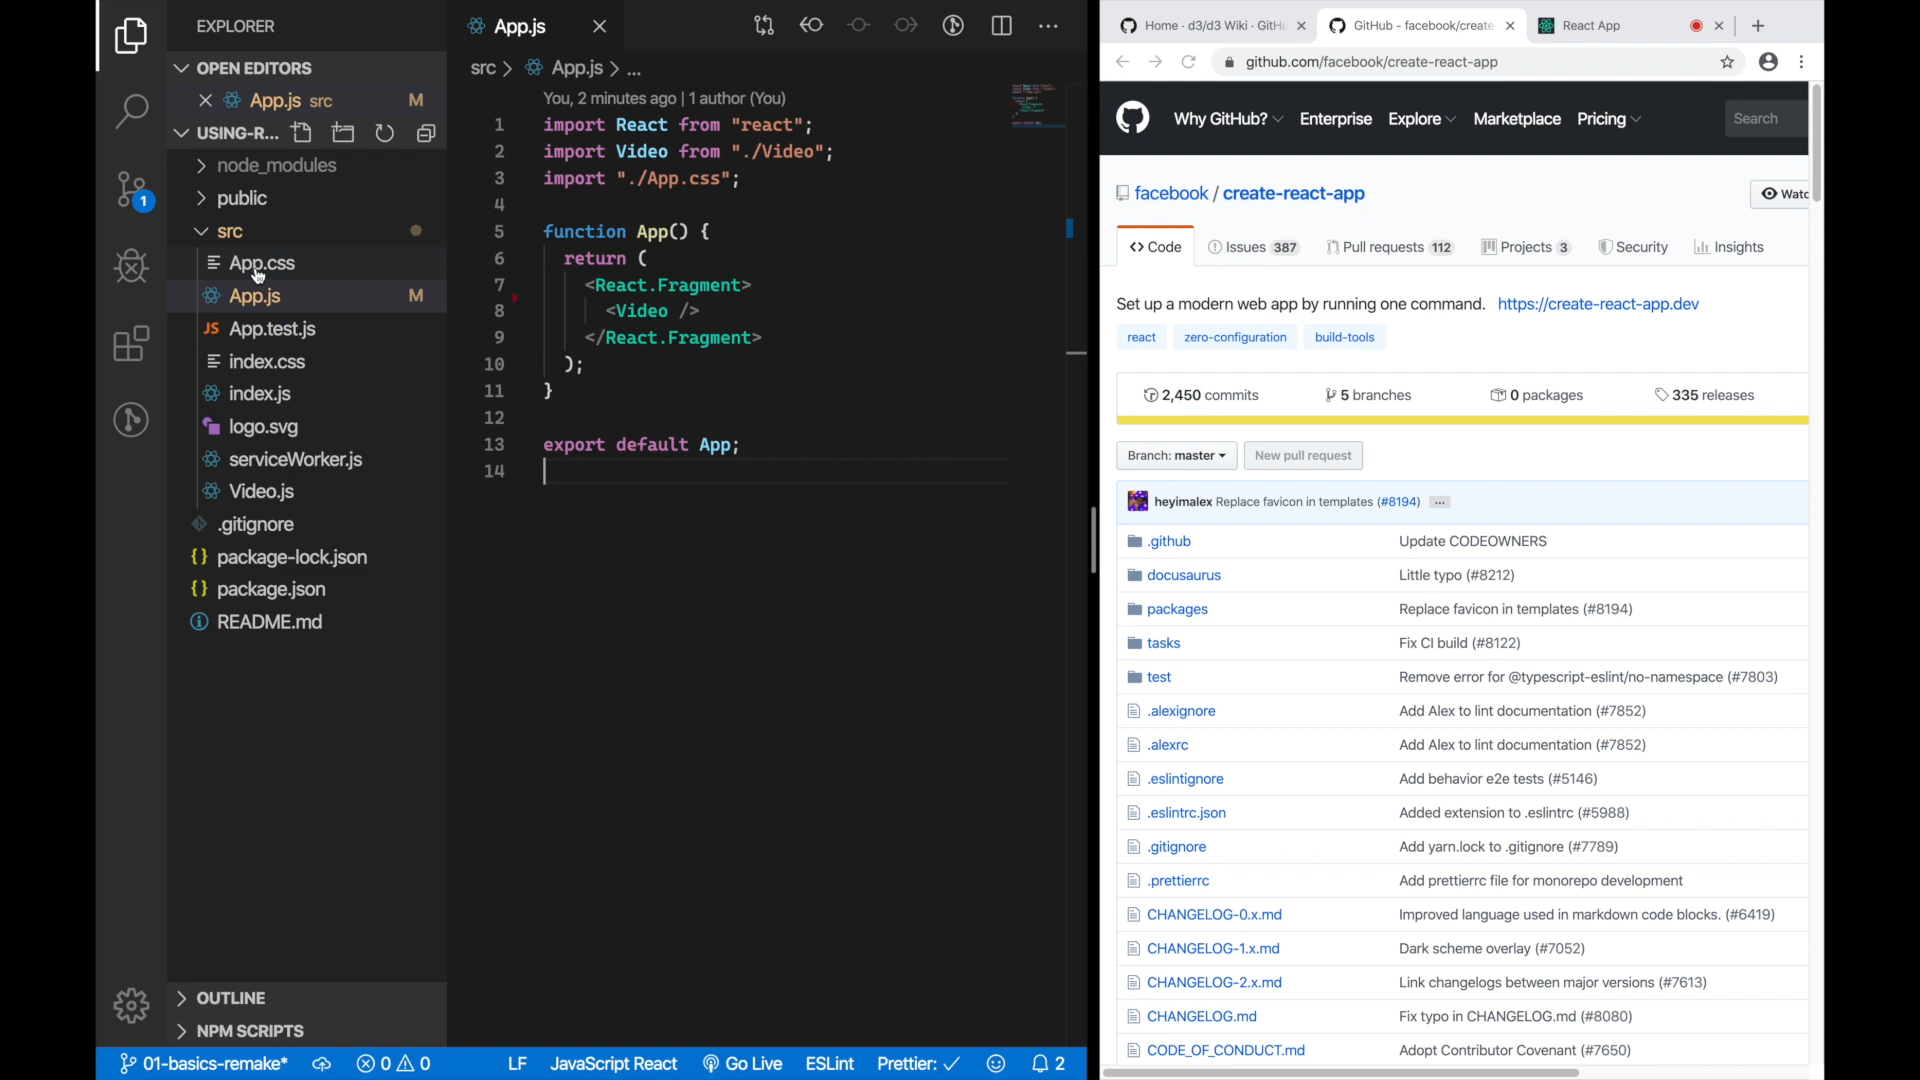 EXPLORER
OPEN EDITORS
App.js src M
USING-R...
node_modules
public
src
App.css
App.js M
App.test.js
index.css
index.js
logo.svg
serviceWorker.js
Video.js
.gitignore
package-lock.json
package.json
README.md
OUTLINE
NPM SCRIPTS
1
App.js
src > App.js > ...
You, 2 minutes ago | 1 author (You)
1 import React from "react";
2 import Video from "./Video";
3 import "./App.css";
4
5 function App() {
6 return (
7 <React.Fragment>
8 <Video />
9 </React.Fragment>
10 );
11 }
12
13 export default App;
14
01-basics-remake* 0 0 LF JavaScript React Go Live ESLint Prettier: ✓ 2
Home · d3/d3 Wiki · GitHu
GitHub - facebook/create
React App
github.com/facebook/create-react-app
Why GitHub? Enterprise Explore Marketplace Pricing Search
facebook / create-react-app
Watc
Code Issues 387 Pull requests 112 Projects 3 Security Insights
Set up a modern web app by running one command. https://create-react-app.dev
react zero-configuration build-tools
2,450 commits 5 branches 0 packages 335 releases
Branch: master New pull request
heyimalex Replace favicon in templates (#8194) ...
.github Update CODEOWNERS
docusaurus Little typo (#8212)
packages Replace favicon in templates (#8194)
tasks Fix CI build (#8122)
test Remove error for @typescript-eslint/no-namespace (#7803)
.alexignore Add Alex to lint documentation (#7852)
.alexrc Add Alex to lint documentation (#7852)
.eslintignore Add behavior e2e tests (#5146)
.eslintrc.json Added extension to .eslintrc (#5988)
.gitignore Add yarn.lock to .gitignore (#7789)
.prettierrc Add prettierrc file for monorepo development
CHANGELOG-0.x.md Improved language used in markdown code blocks. (#6419)
CHANGELOG-1.x.md Dark scheme overlay (#7052)
CHANGELOG-2.x.md Link changelogs between major versions (#7613)
CHANGELOG.md Fix typo in CHANGELOG.md (#8080)
CODE_OF_CONDUCT.md Adopt Contributor Covenant (#7650)